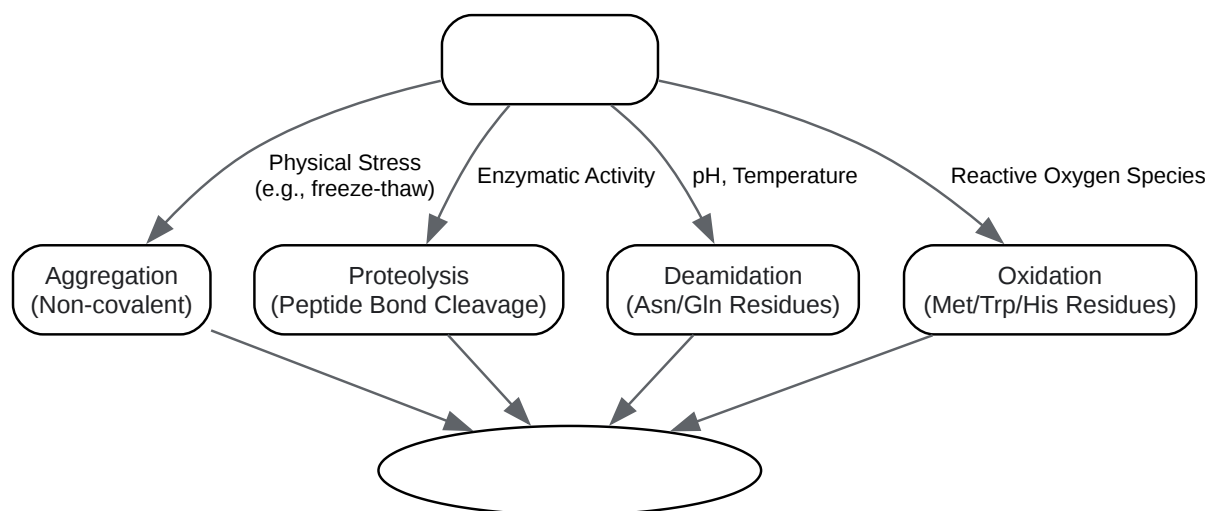 Physical Stress
(e.g., freeze-thaw)
Enzymatic Activity
pH, Temperature
Reactive Oxygen Species
Aggregation
(Non-covalent)
Proteolysis
(Peptide Bond Cleavage)
Deamidation
(Asn/Gln Residues)
Oxidation
(Met/Trp/His Residues)